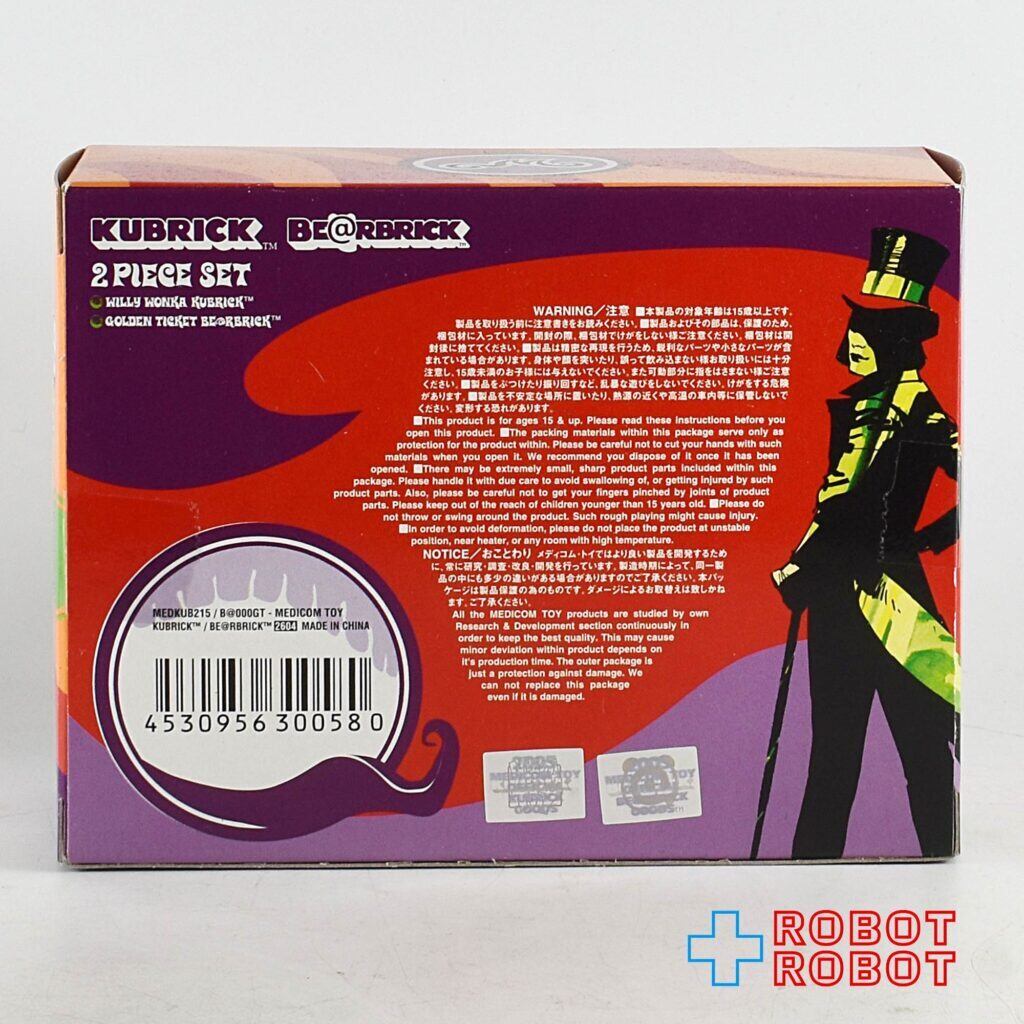 KUBRICK™ BE@RBRICK™
2 PIECE SET
WILLY WONKA KUBRICK™
GOLDEN TICKET BE@RBRICK™
WARNING／注意 ■本製品の対象年齢は15歳以上です。
製品を取り扱う前に注意書きをお読みください。■製品およびその部品は、保護のため、
梱包材に入っています。開封の際、梱包材でけがをしない様ご注意ください。梱包材は開
封後に捨ててください。■製品は精密な再現を行うため、鋭利なパーツや小さなパーツが含
まれている場合があります。身体や顔を突いたり、誤って飲み込まない様お取り扱いには十分
注意し、15歳未満のお子様には与えないでください。また可動部分に指をはさまない様ご注意
ください。■製品をぶつけたり振り回すなど、乱暴な遊びをしないでください。けがをする危険
があります。■製品を不安定な場所に置いたり、熱源の近くや高温の車内等に保管しないで
ください。変形する恐れがあります。
■This product is for ages 15 & up. Please read these instructions before you
open this product. ■The packing materials within this package serve only as
protection for the product within. Please be careful not to cut your hands with such
materials when you open it. We recommend you dispose of it once it has been
opened. ■There may be extremely small, sharp product parts included within this
package. Please handle it with due care to avoid swallowing of, or getting injured by such
product parts. Also, please be careful not to get your fingers pinched by joints of product
parts. Please keep out of the reach of children younger than 15 years old. ■Please do
not throw or swing around the product. Such rough playing might cause injury.
■In order to avoid deformation, please do not place the product at unstable
position, near heater, or any room with high temperature.
NOTICE／おことわり メディコム・トイではより良い製品を開発するため
に、常に研究・調査・改良・開発を行っています。製造時期によって、同一製
品の中にも多少の違いがある場合がありますのでご了承ください。本パッ
ケージは製品保護の為のものです。ダメージによるお取替えは致しかね
ます。ご了承ください。
All the MEDICOM TOY products are studied by own
Research & Development section continuously in
order to keep the best quality. This may cause
minor deviation within product depends on
it's production time. The outer package is
just a protection against damage. We
can not replace this package
even if it is damaged.
MEDKUB215 / B@000GT - MEDICOM TOY
KUBRICK™ / BE@RBRICK™ 2604 MADE IN CHINA
4530956300580
2005
MEDICOM TOY
KUBRICK
GOODS
2005
MEDICOM TOY
BE@RBRICK
GOODS
ROBOT
ROBOT